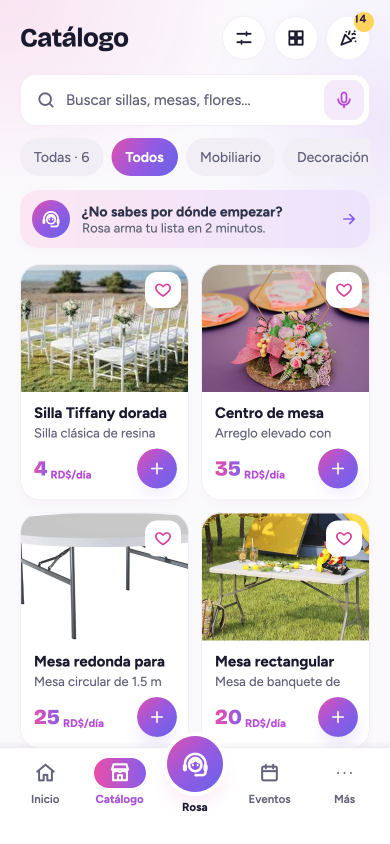 Catálogo
14
Buscar sillas, mesas, flores...
Todas · 6
Todos
Mobiliario
Decoración
¿No sabes por dónde empezar?
Rosa arma tu lista en 2 minutos.
Silla Tiffany dorada
Silla clásica de resina
4 RD$/día
Centro de mesa
Arreglo elevado con
35 RD$/día
Mesa redonda para
Mesa circular de 1.5 m
25 RD$/día
Mesa rectangular
Mesa de banquete de
20 RD$/día
Inicio
Catálogo
Rosa
Eventos
Más